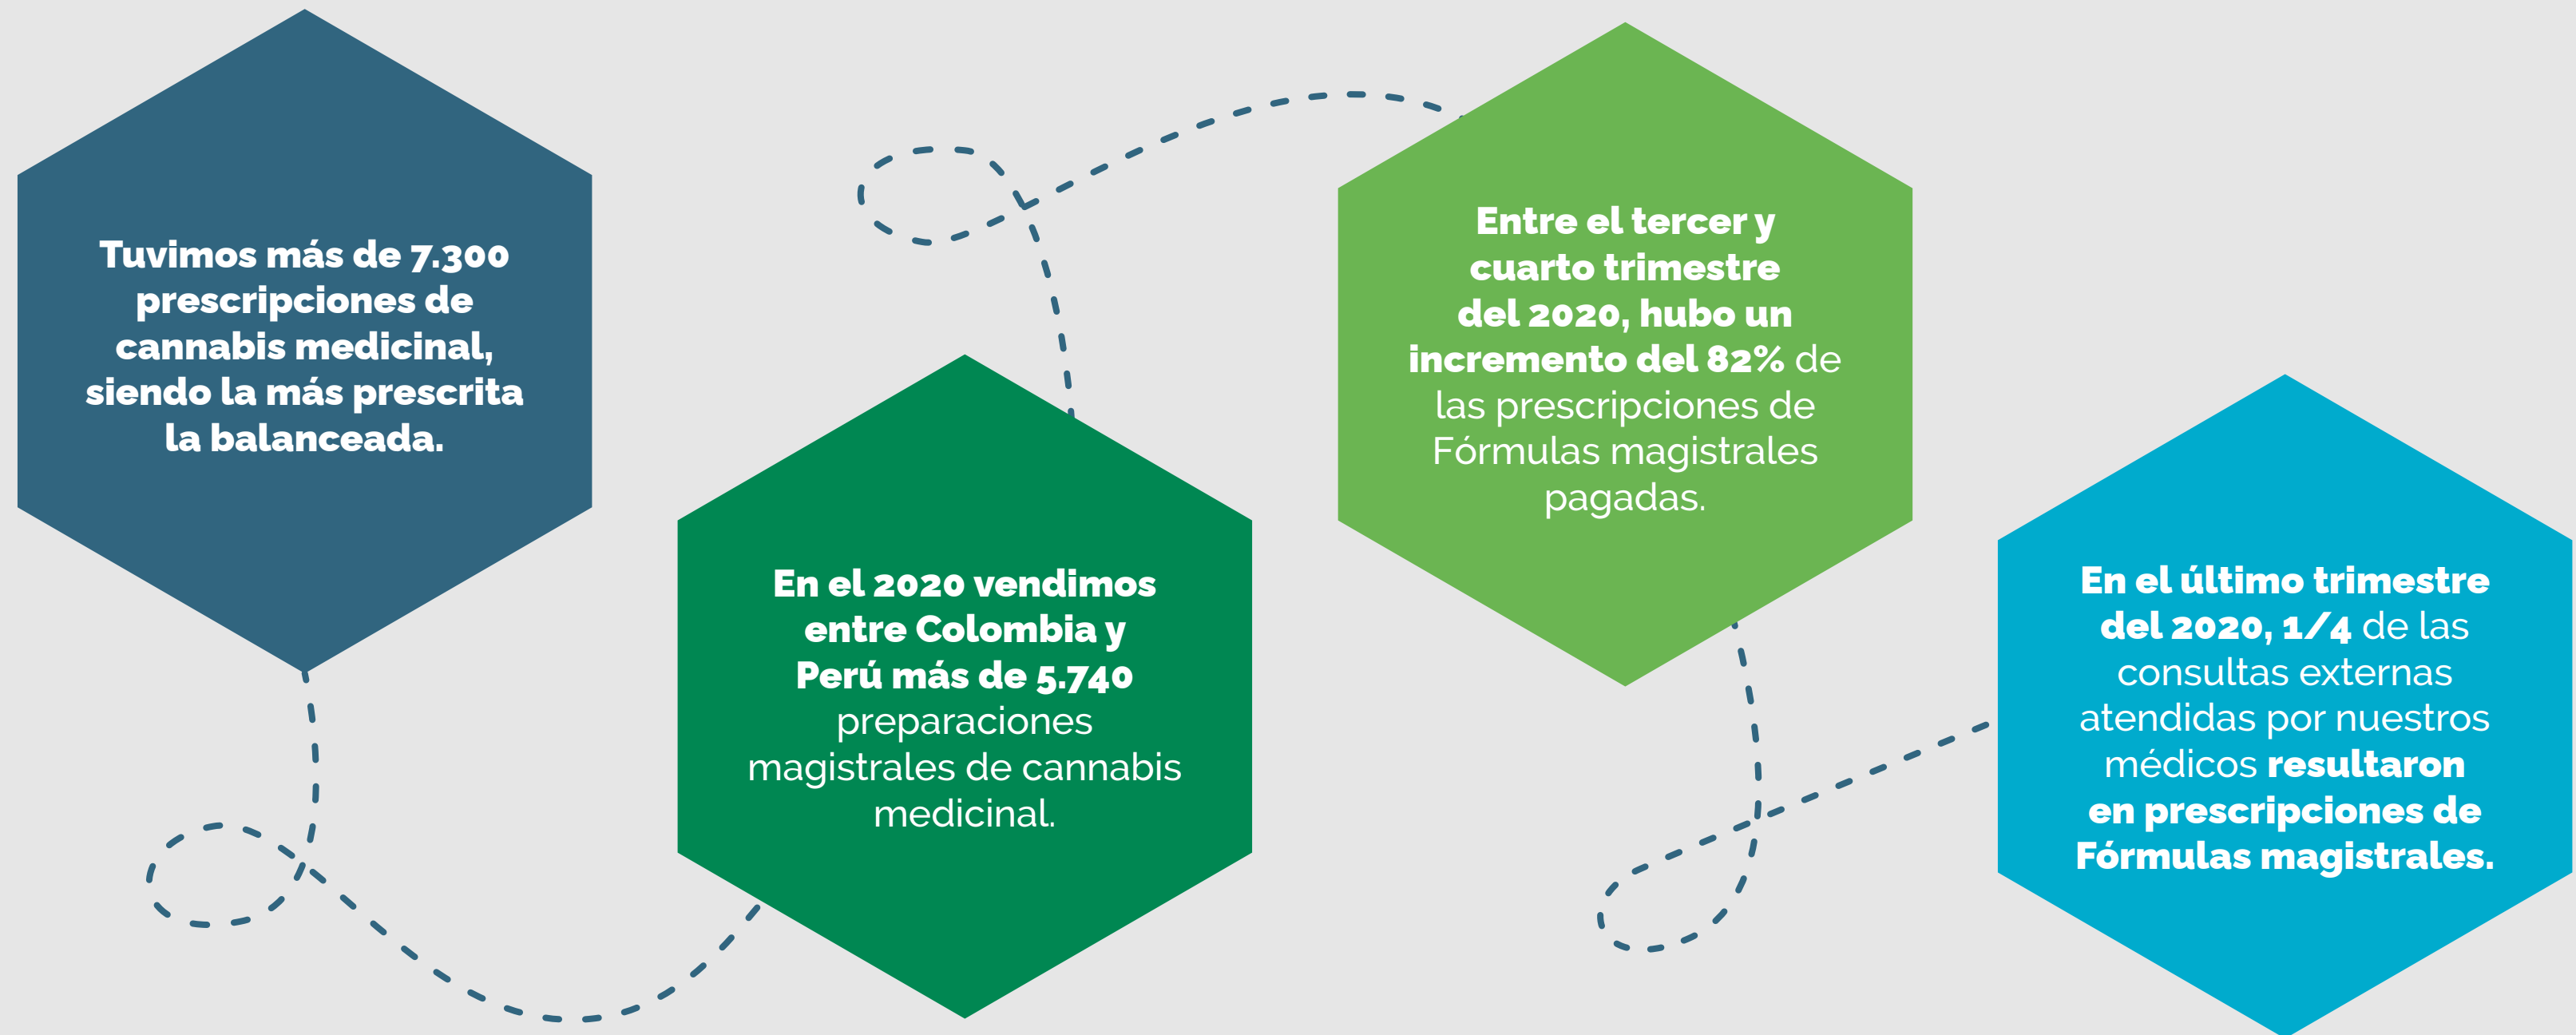 Tuvimos más de 7.300
prescripciones de
cannabis medicinal,
siendo la más prescrita
la balanceada.
En el 2020 vendimos
entre Colombia y
Perú más de 5.740
preparaciones
magistrales de cannabis
medicinal.
Entre el tercer y
cuarto trimestre
del 2020, hubo un
incremento del 82% de
las prescripciones de
Fórmulas magistrales
pagadas.
En el último trimestre
del 2020, 1/4 de las
consultas externas
atendidas por nuestros
médicos resultaron
en prescripciones de
Fórmulas magistrales.